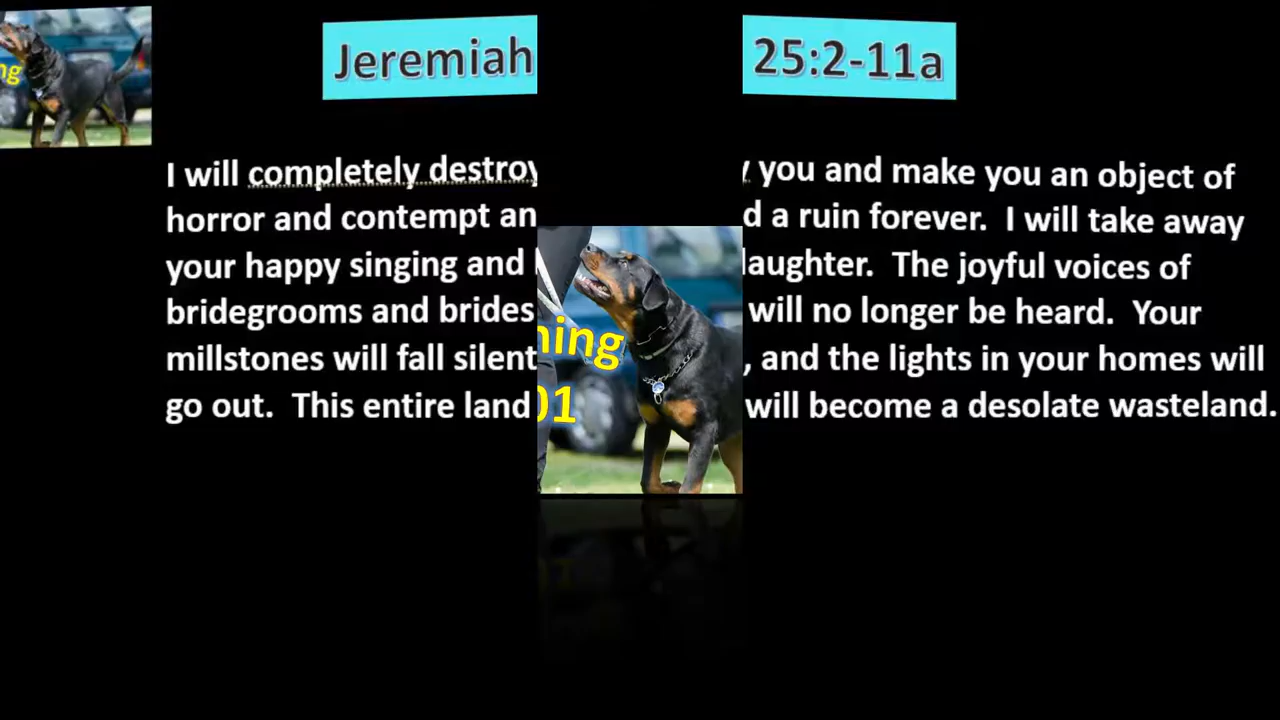 ng
Jeremiah 25:2-11a
I will completely destroy you and make you an object of
horror and contempt and a ruin forever. I will take away
your happy singing and laughter. The joyful voices of
bridegrooms and brides will no longer be heard. Your
millstones will fall silent, and the lights in your homes will
go out. This entire land will become a desolate wasteland.
ning
01